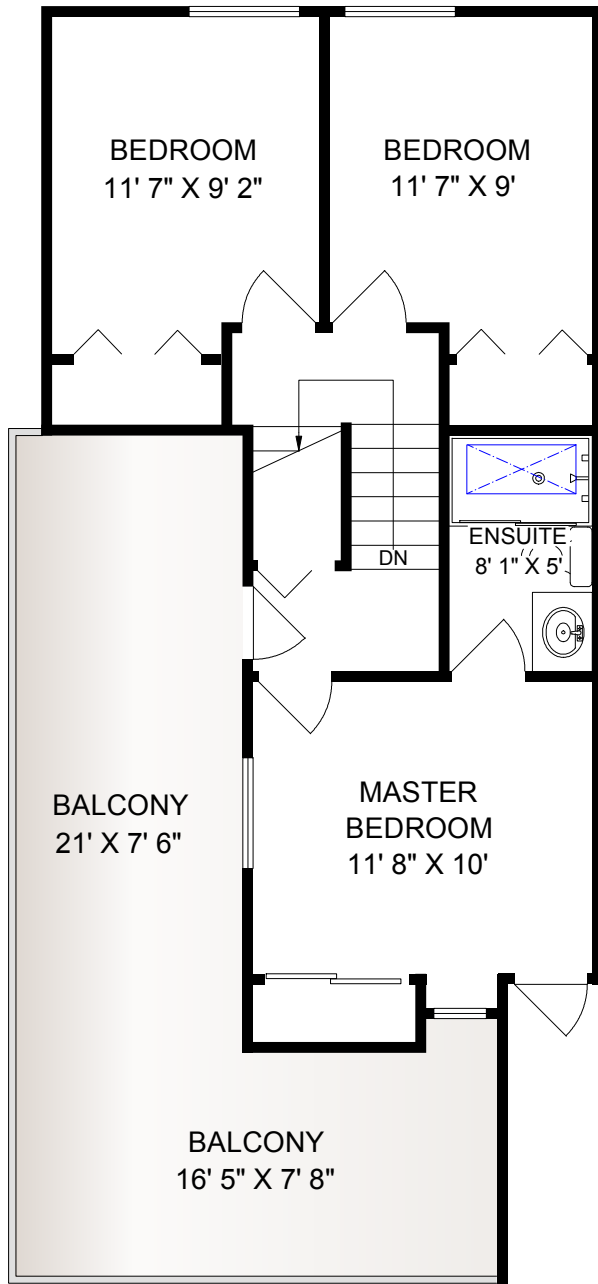 BEDROOM
11' 7" X 9' 2"
BEDROOM
11' 7" X 9'
DN
ENSUITE
8' 1" X 5'
BALCONY
21' X 7' 6"
MASTER
BEDROOM
11' 8" X 10'
BALCONY
16' 5" X 7' 8"